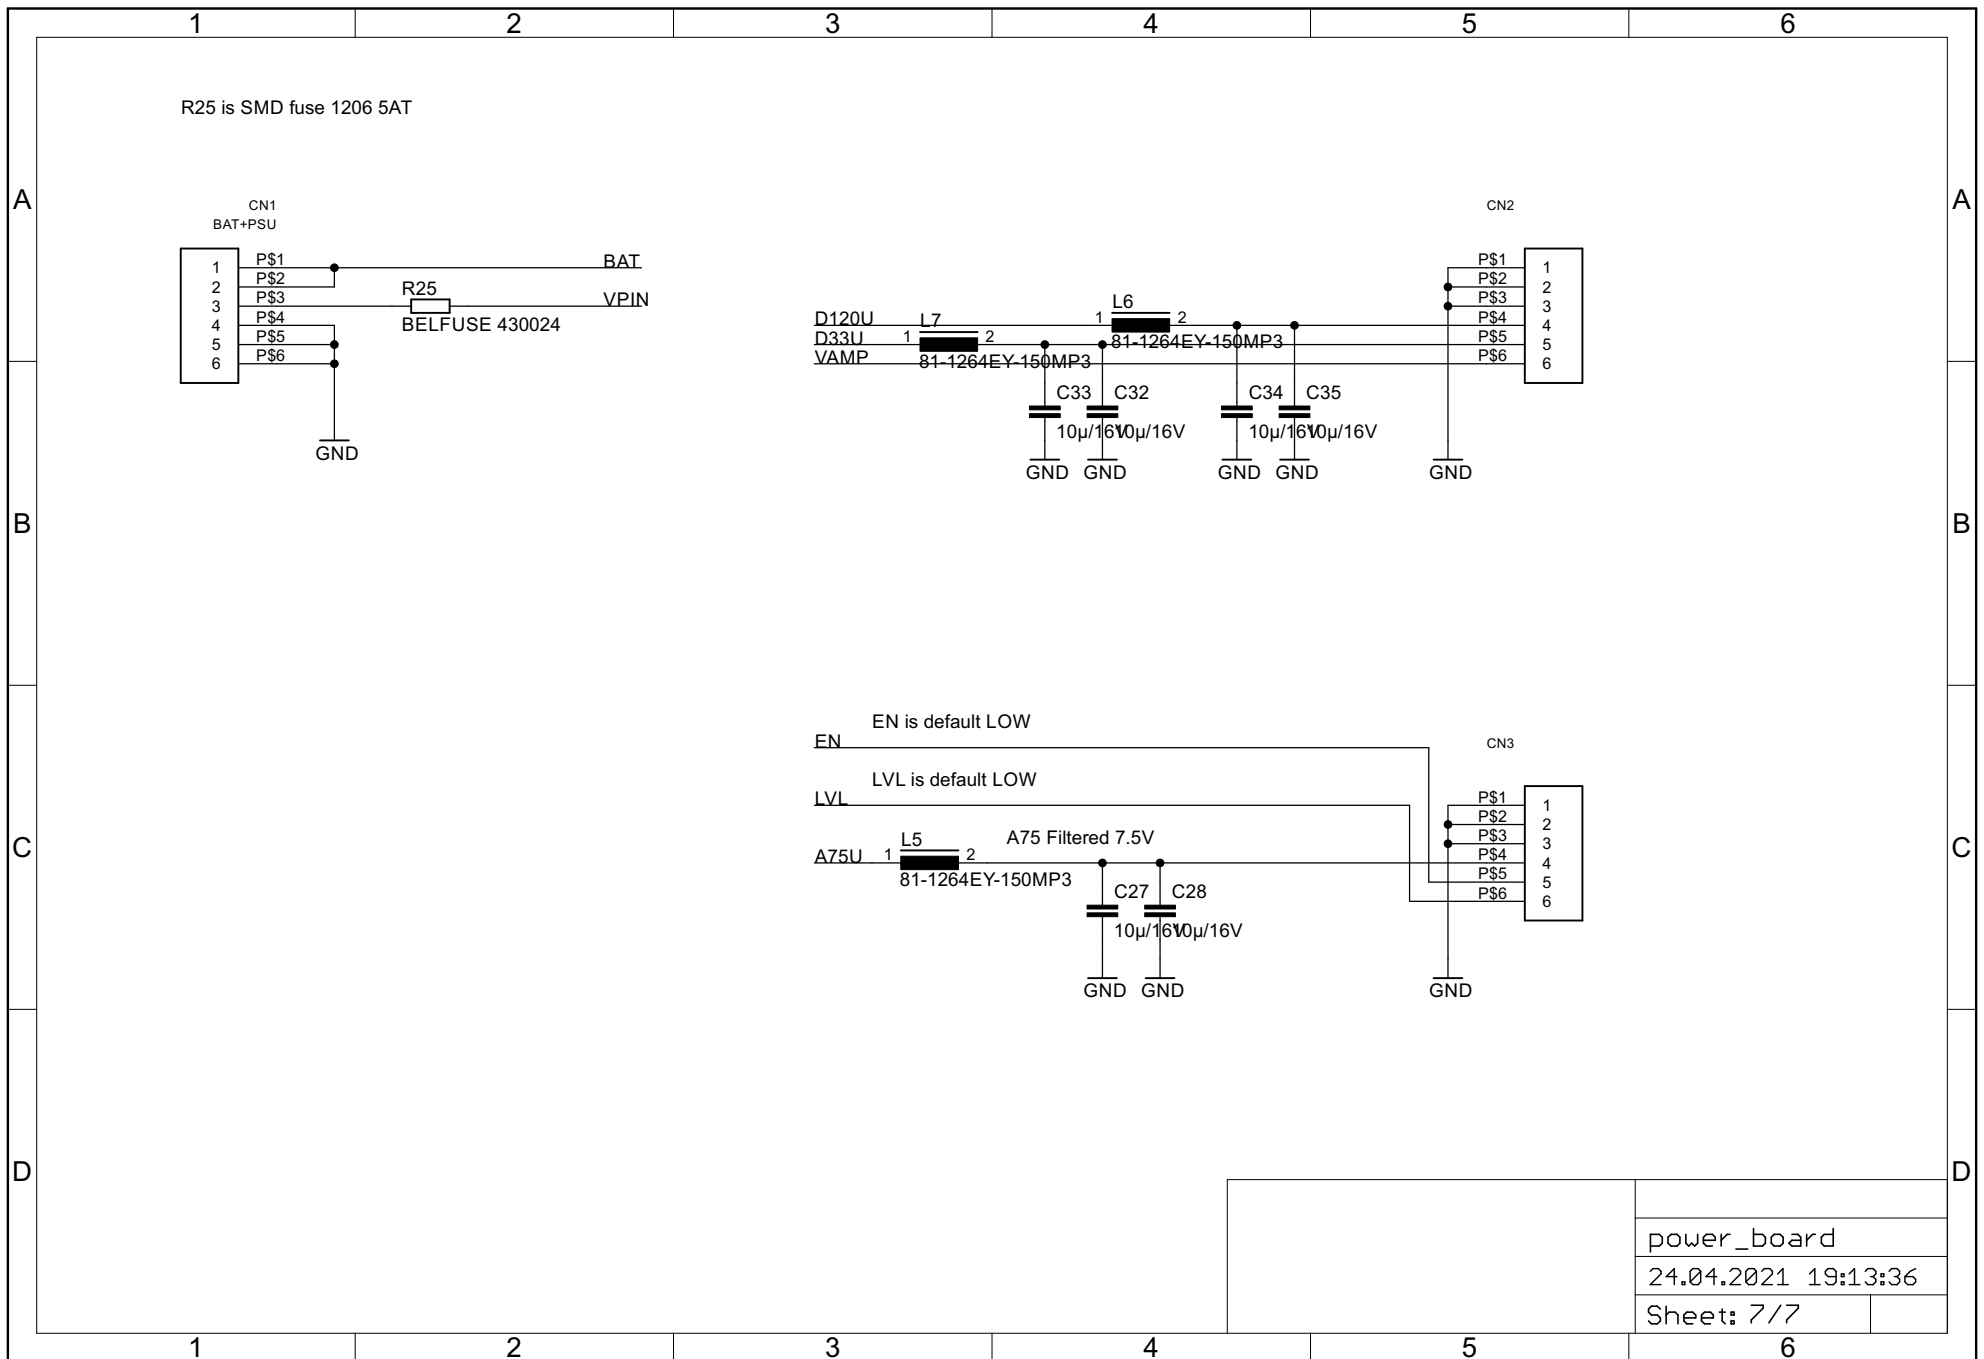 1 2 3 4 5 6
R25 is SMD fuse 1206 5AT
A A
CN1
BAT+PSU
1 P$1 BAT
2 P$2
3 P$3 R25 VPIN
BELFUSE 430024
4 P$4
5 P$5
6 P$6
GND
CN2
P$1 1
P$2 2
P$3 3
D120U 1 L6 2 P$4 4
81-1264EY-150MP3
D33U 1 L7 2 P$5 5
81-1264EY-150MP3
VAMP P$6 6
C33 C32 C34 C35
10µ/16V 10µ/16V 10µ/16V 10µ/16V
GND GND GND GND GND
B B
EN is default LOW
EN
CN3
LVL is default LOW
LVL
P$1 1
P$2 2
P$3 3
A75 Filtered 7.5V
A75U 1 L5 2 P$4 4
81-1264EY-150MP3
P$5 5
P$6 6
C27 C28
10µ/16V 10µ/16V
GND GND GND
C C
D D
power_board
24.04.2021 19:13:36
Sheet: 7/7
1 2 3 4 5 6